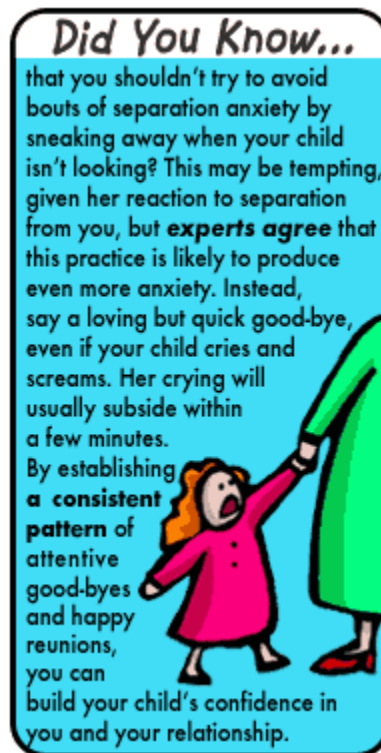 Did You Know...
that you shouldn't try to avoid
bouts of separation anxiety by
sneaking away when your child
isn't looking? This may be tempting,
given her reaction to separation
from you, but experts agree that
this practice is likely to produce
even more anxiety. Instead,
say a loving but quick good-bye,
even if your child cries and
screams. Her crying will
usually subside within
a few minutes.
By establishing
a consistent
pattern of
attentive
good-byes
and happy
reunions,
you can
build your child's confidence in
you and your relationship.